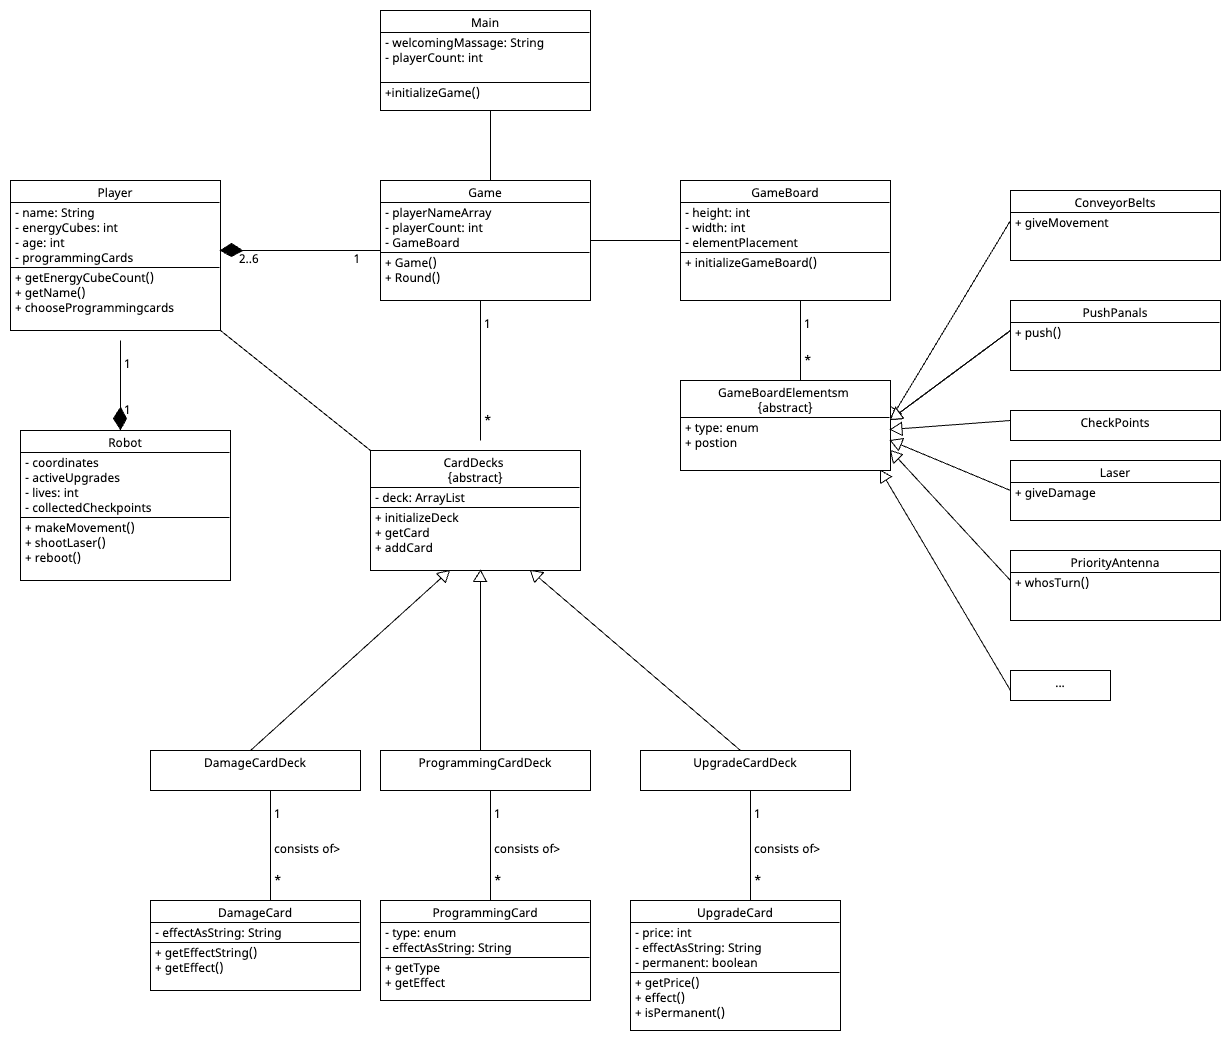 Main
- welcomingMassage: String
- playerCount: int
+initializeGame()
Player
- name: String
- energyCubes: int
- age: int
- programmingCards
+ getEnergyCubeCount()
+ getName()
+ chooseProgrammingcards
2..6
1
Game
- playerNameArray
- playerCount: int
- GameBoard
+ Game()
+ Round()
GameBoard
- height: int
- width: int
- elementPlacement
+ initializeGameBoard()
ConveyorBelts
+ giveMovement
PushPanals
+ push()
1
*
1
*
1
1
GameBoardElementsm
{abstract}
+ type: enum
+ postion
CheckPoints
Laser
+ giveDamage
PriorityAntenna
+ whosTurn()
...
Robot
- coordinates
- activeUpgrades
- lives: int
- collectedCheckpoints
+ makeMovement()
+ shootLaser()
+ reboot()
CardDecks
{abstract}
- deck: ArrayList
+ initializeDeck
+ getCard
+ addCard
DamageCardDeck
ProgrammingCardDeck
UpgradeCardDeck
1
consists of>
*
1
consists of>
*
1
consists of>
*
DamageCard
- effectAsString: String
+ getEffectString()
+ getEffect()
ProgrammingCard
- type: enum
- effectAsString: String
+ getType
+ getEffect
UpgradeCard
- price: int
- effectAsString: String
- permanent: boolean
+ getPrice()
+ effect()
+ isPermanent()